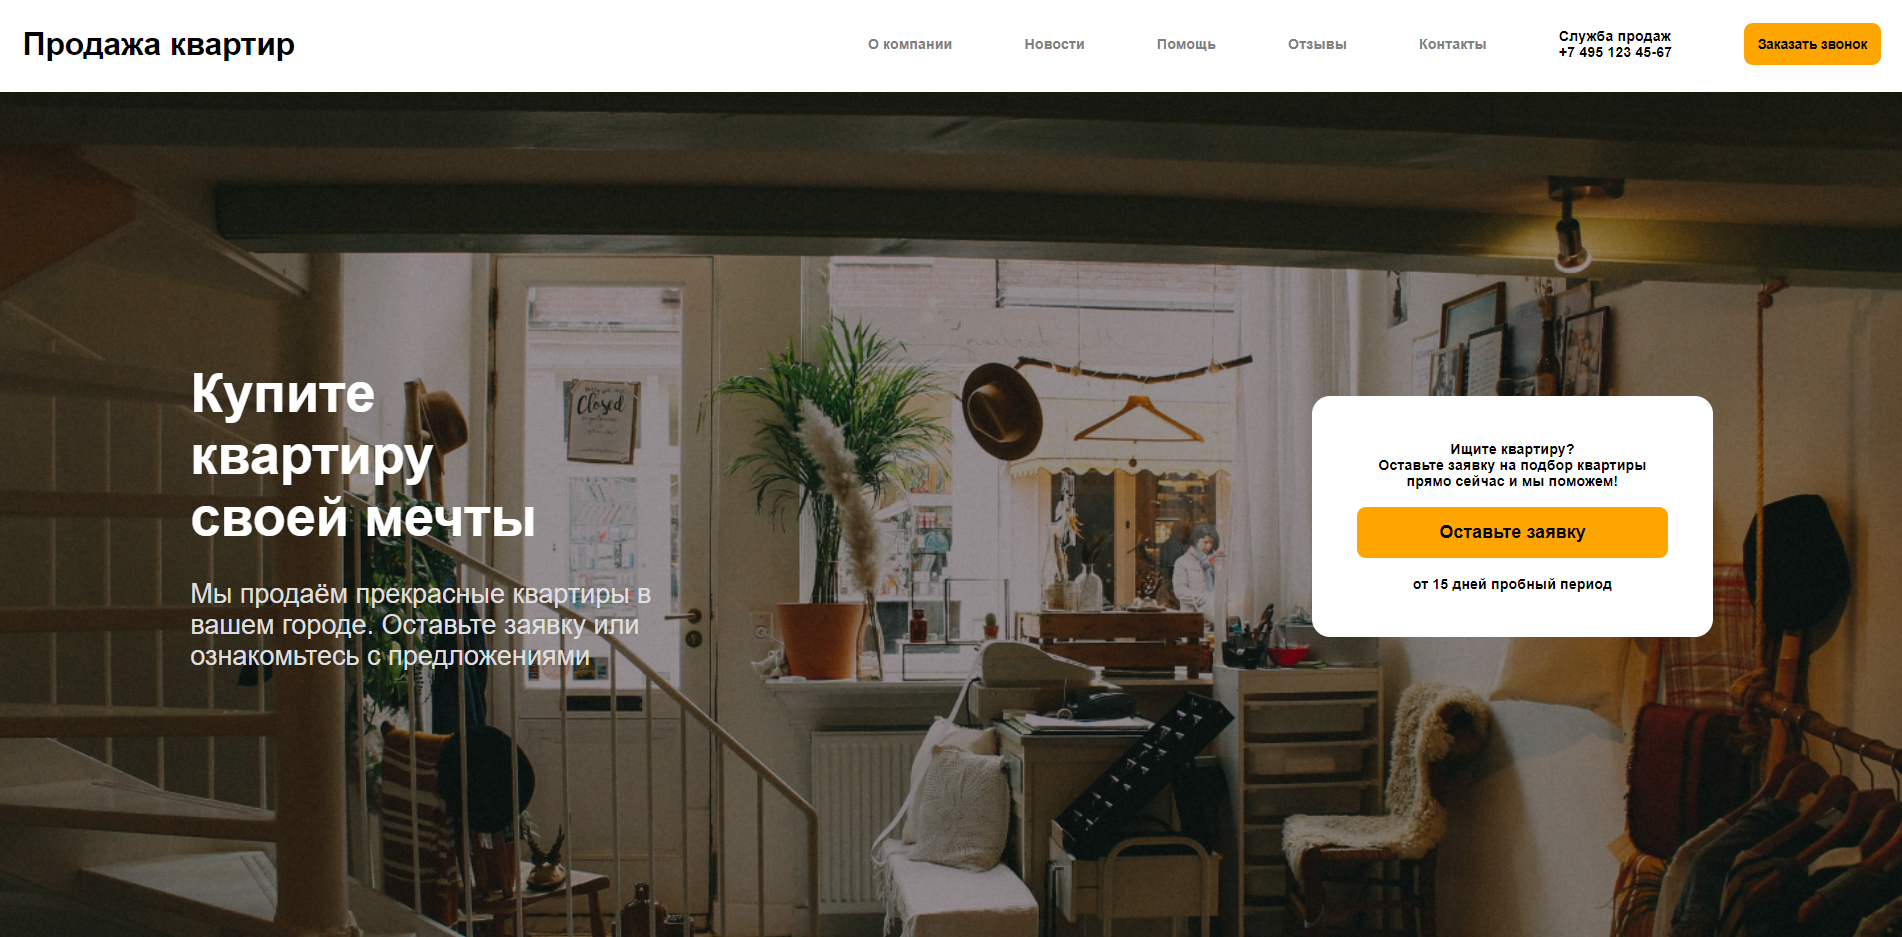 Продажа квартир
О компании
Новости
Помощь
Отзывы
Контакты
Служба продаж
+7 495 123 45-67
Заказать звонок
Купите
квартиру
своей мечты
Мы продаём прекрасные квартиры в
вашем городе. Оставьте заявку или
ознакомьтесь с предложениями
Closed
Ищите квартиру?
Оставьте заявку на подбор квартиры
прямо сейчас и мы поможем!
Оставьте заявку
от 15 дней пробный период